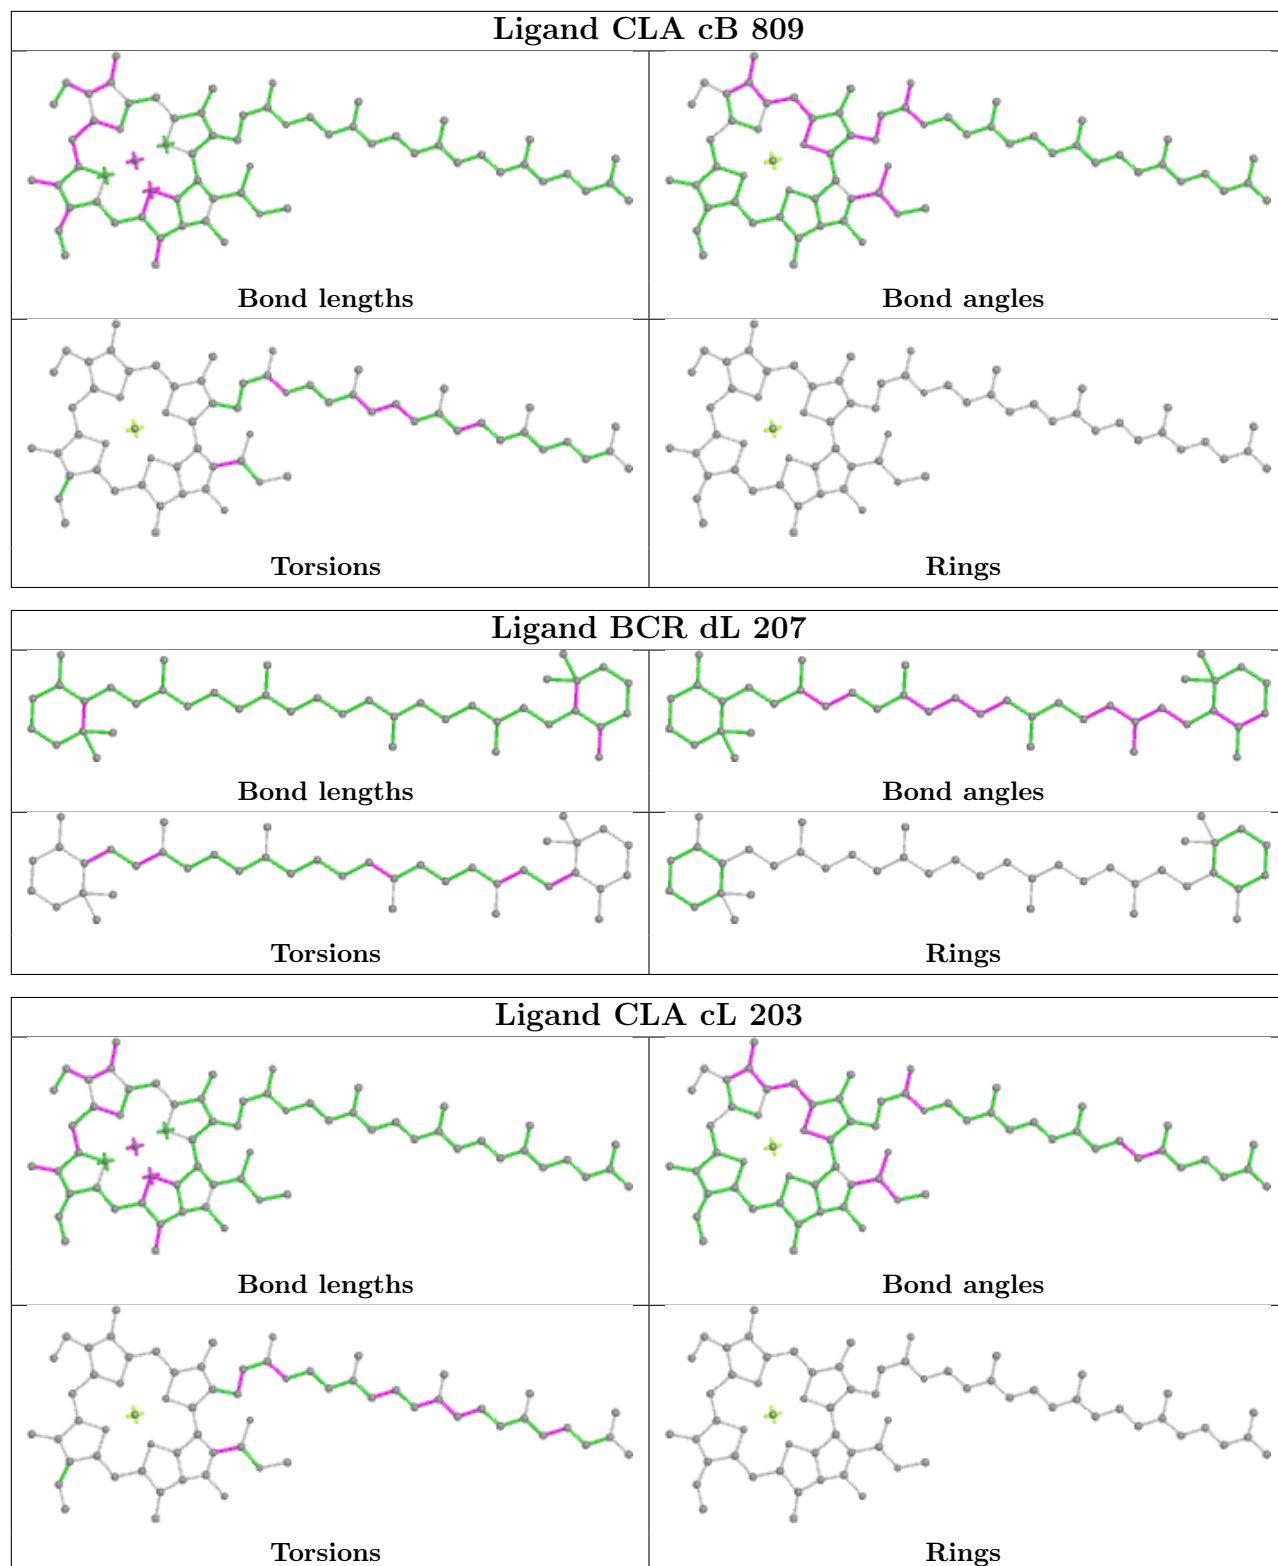 Ligand CLA cB 809
Bond lengths
Bond angles
Torsions
Rings
Ligand BCR dL 207
Bond lengths
Bond angles
Torsions
Rings
Ligand CLA cL 203
Bond lengths
Bond angles
Torsions
Rings